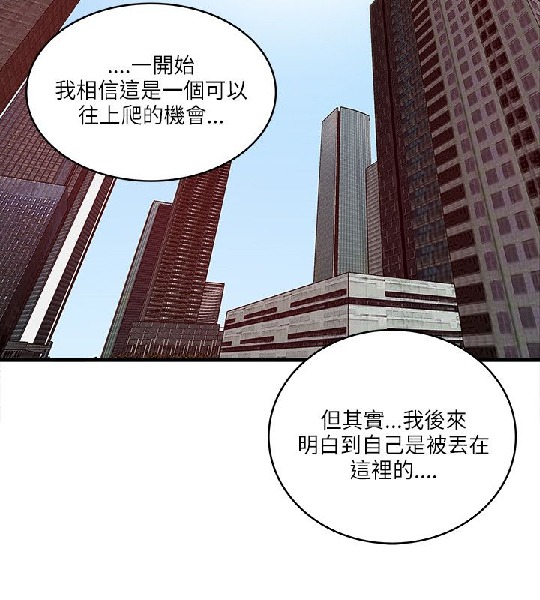 ....一開始
我相信這是一個可以
往上爬的機會...
但其實...我後來
明白到自己是被丟在
這裡的....